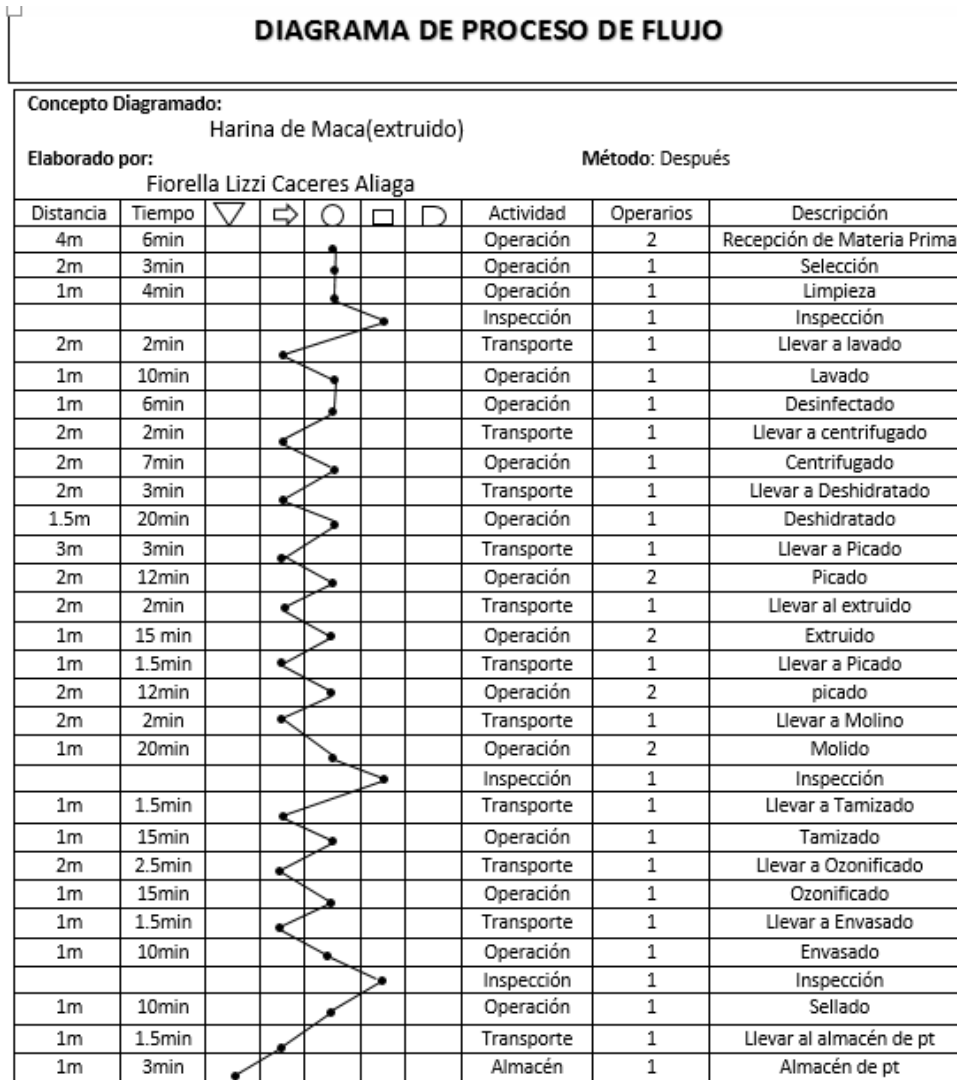 DIAGRAMA DE PROCESO DE FLUJO
Concepto Diagramado:
Harina de Maca(extruido)
Elaborado por: Método: Después
Fiorella Lizzi Caceres Aliaga
Distancia Tiempo Actividad Operarios Descripción
4m 6min Operación 2 Recepción de Materia Prima
2m 3min Operación 1 Selección
1m 4min Operación 1 Limpieza
Inspección 1 Inspección
2m 2min Transporte 1 Llevar a lavado
1m 10min Operación 1 Lavado
1m 6min Operación 1 Desinfectado
2m 2min Transporte 1 Llevar a centrifugado
2m 7min Operación 1 Centrifugado
2m 3min Transporte 1 Llevar a Deshidratado
1.5m 20min Operación 1 Deshidratado
3m 3min Transporte 1 Llevar a Picado
2m 12min Operación 2 Picado
2m 2min Transporte 1 Llevar al extruido
1m 15 min Operación 2 Extruido
1m 1.5min Transporte 1 Llevar a Picado
2m 12min Operación 2 picado
2m 2min Transporte 1 Llevar a Molino
1m 20min Operación 2 Molido
Inspección 1 Inspección
1m 1.5min Transporte 1 Llevar a Tamizado
1m 15min Operación 1 Tamizado
2m 2.5min Transporte 1 Llevar a Ozonificado
1m 15min Operación 1 Ozonificado
1m 1.5min Transporte 1 Llevar a Envasado
1m 10min Operación 1 Envasado
Inspección 1 Inspección
1m 10min Operación 1 Sellado
1m 1.5min Transporte 1 Llevar al almacén de pt
1m 3min Almacén 1 Almacén de pt